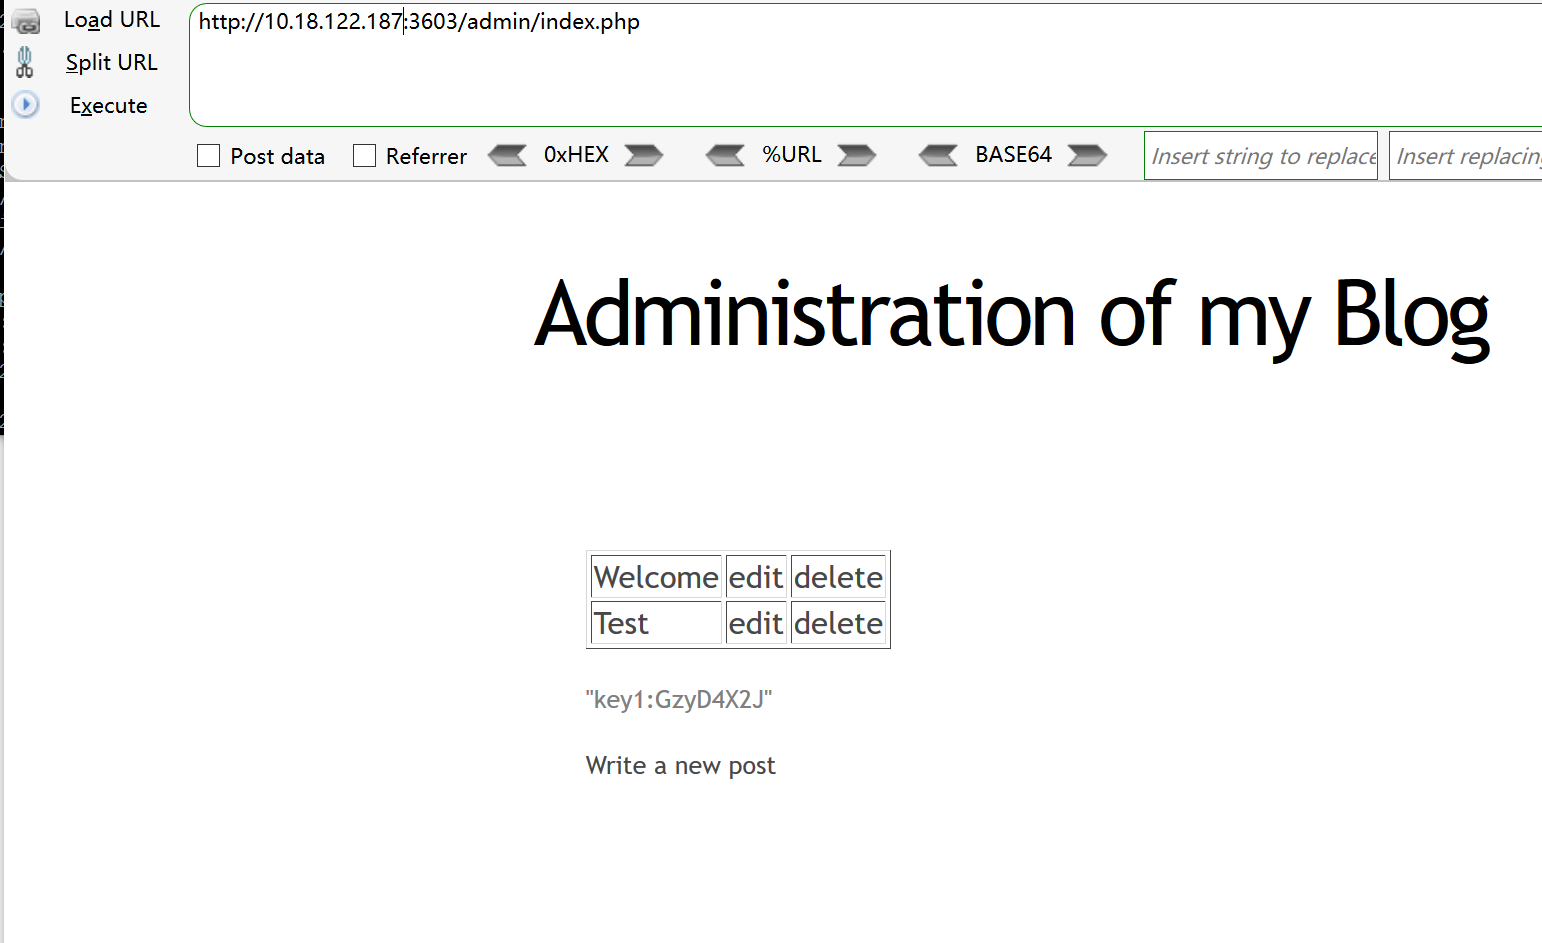 Load URL
http://10.18.122.187:3603/admin/index.php
Split URL
Execute
Post data Referrer 0xHEX %URL BASE64 Insert string to replace Insert replacing
Administration of my Blog
Welcome edit delete
Test edit delete
"key1:GzyD4X2J"
Write a new post